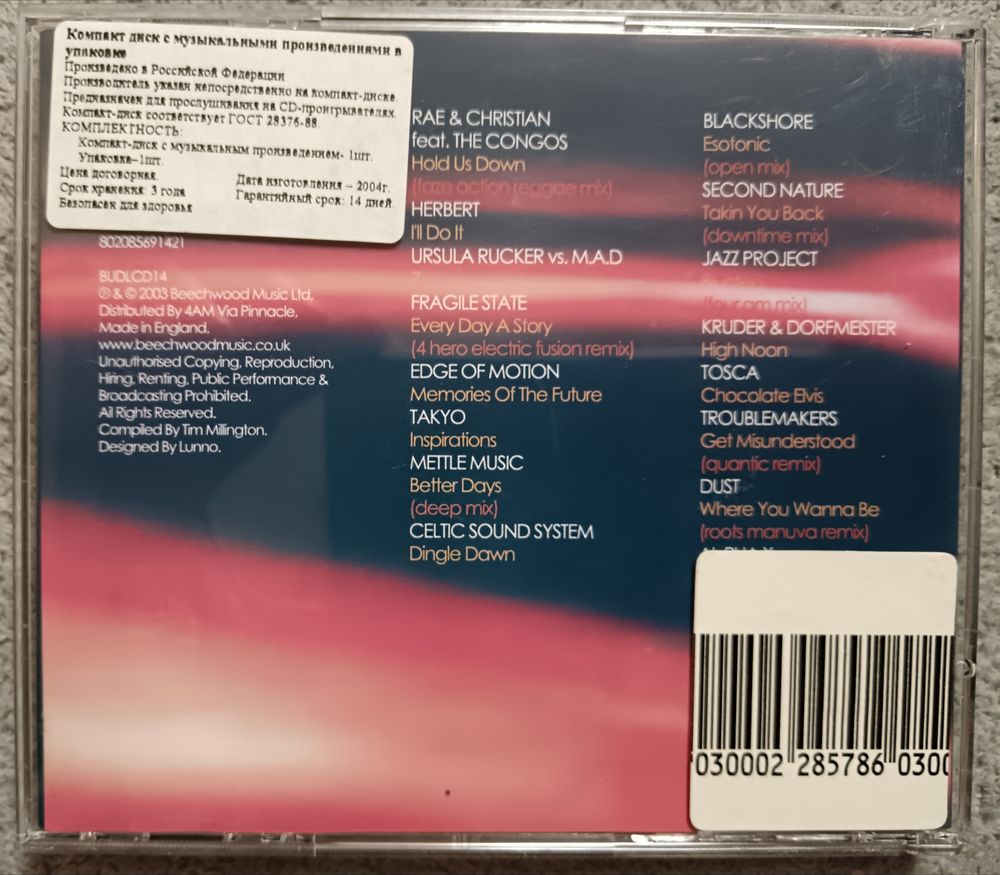 Компакт диск с музыкальными произведениями в
упаковке
Произведено в Российской Федерации
Производитель указан непосредственно на компакт-диске.
Предназначен для прослушивания на CD-проигрывателях.
Компакт-диск соответствует ГОСТ 28376-88.
КОМПЛЕКТНОСТЬ:
Компакт-диск с музыкальным произведением- 1шт.
Упаковка–1шт.
Цена договорная.
Срок хранения: 3 года
Безопасен для здоровья
Дата изготовления – 2004г.
Гарантийный срок: 14 дней.
802085691421
BUDLCD14
℗ & © 2003 Beechwood Music Ltd,
Distributed By 4AM Via Pinnacle,
Made in England.
www.beechwoodmusic.co.uk
Unauthorised Copying, Reproduction,
Hiring, Renting, Public Performance &
Broadcasting Prohibited.
All Rights Reserved.
Compiled By Tim Millington.
Designed By Lunno.
RAE & CHRISTIAN
feat. THE CONGOS
Hold Us Down
(faze action reggae mix)
HERBERT
I'll Do It
URSULA RUCKER vs. M.A.D
7
FRAGILE STATE
Every Day A Story
(4 hero electric fusion remix)
EDGE OF MOTION
Memories Of The Future
TAKYO
Inspirations
METTLE MUSIC
Better Days
(deep mix)
CELTIC SOUND SYSTEM
Dingle Dawn
BLACKSHORE
Esotonic
(open mix)
SECOND NATURE
Takin You Back
(downtime mix)
JAZZ PROJECT
(four am mix)
KRUDER & DORFMEISTER
High Noon
TOSCA
Chocolate Elvis
TROUBLEMAKERS
Get Misunderstood
(quantic remix)
DUST
Where You Wanna Be
(roots manuva remix)
030002 285786 0300